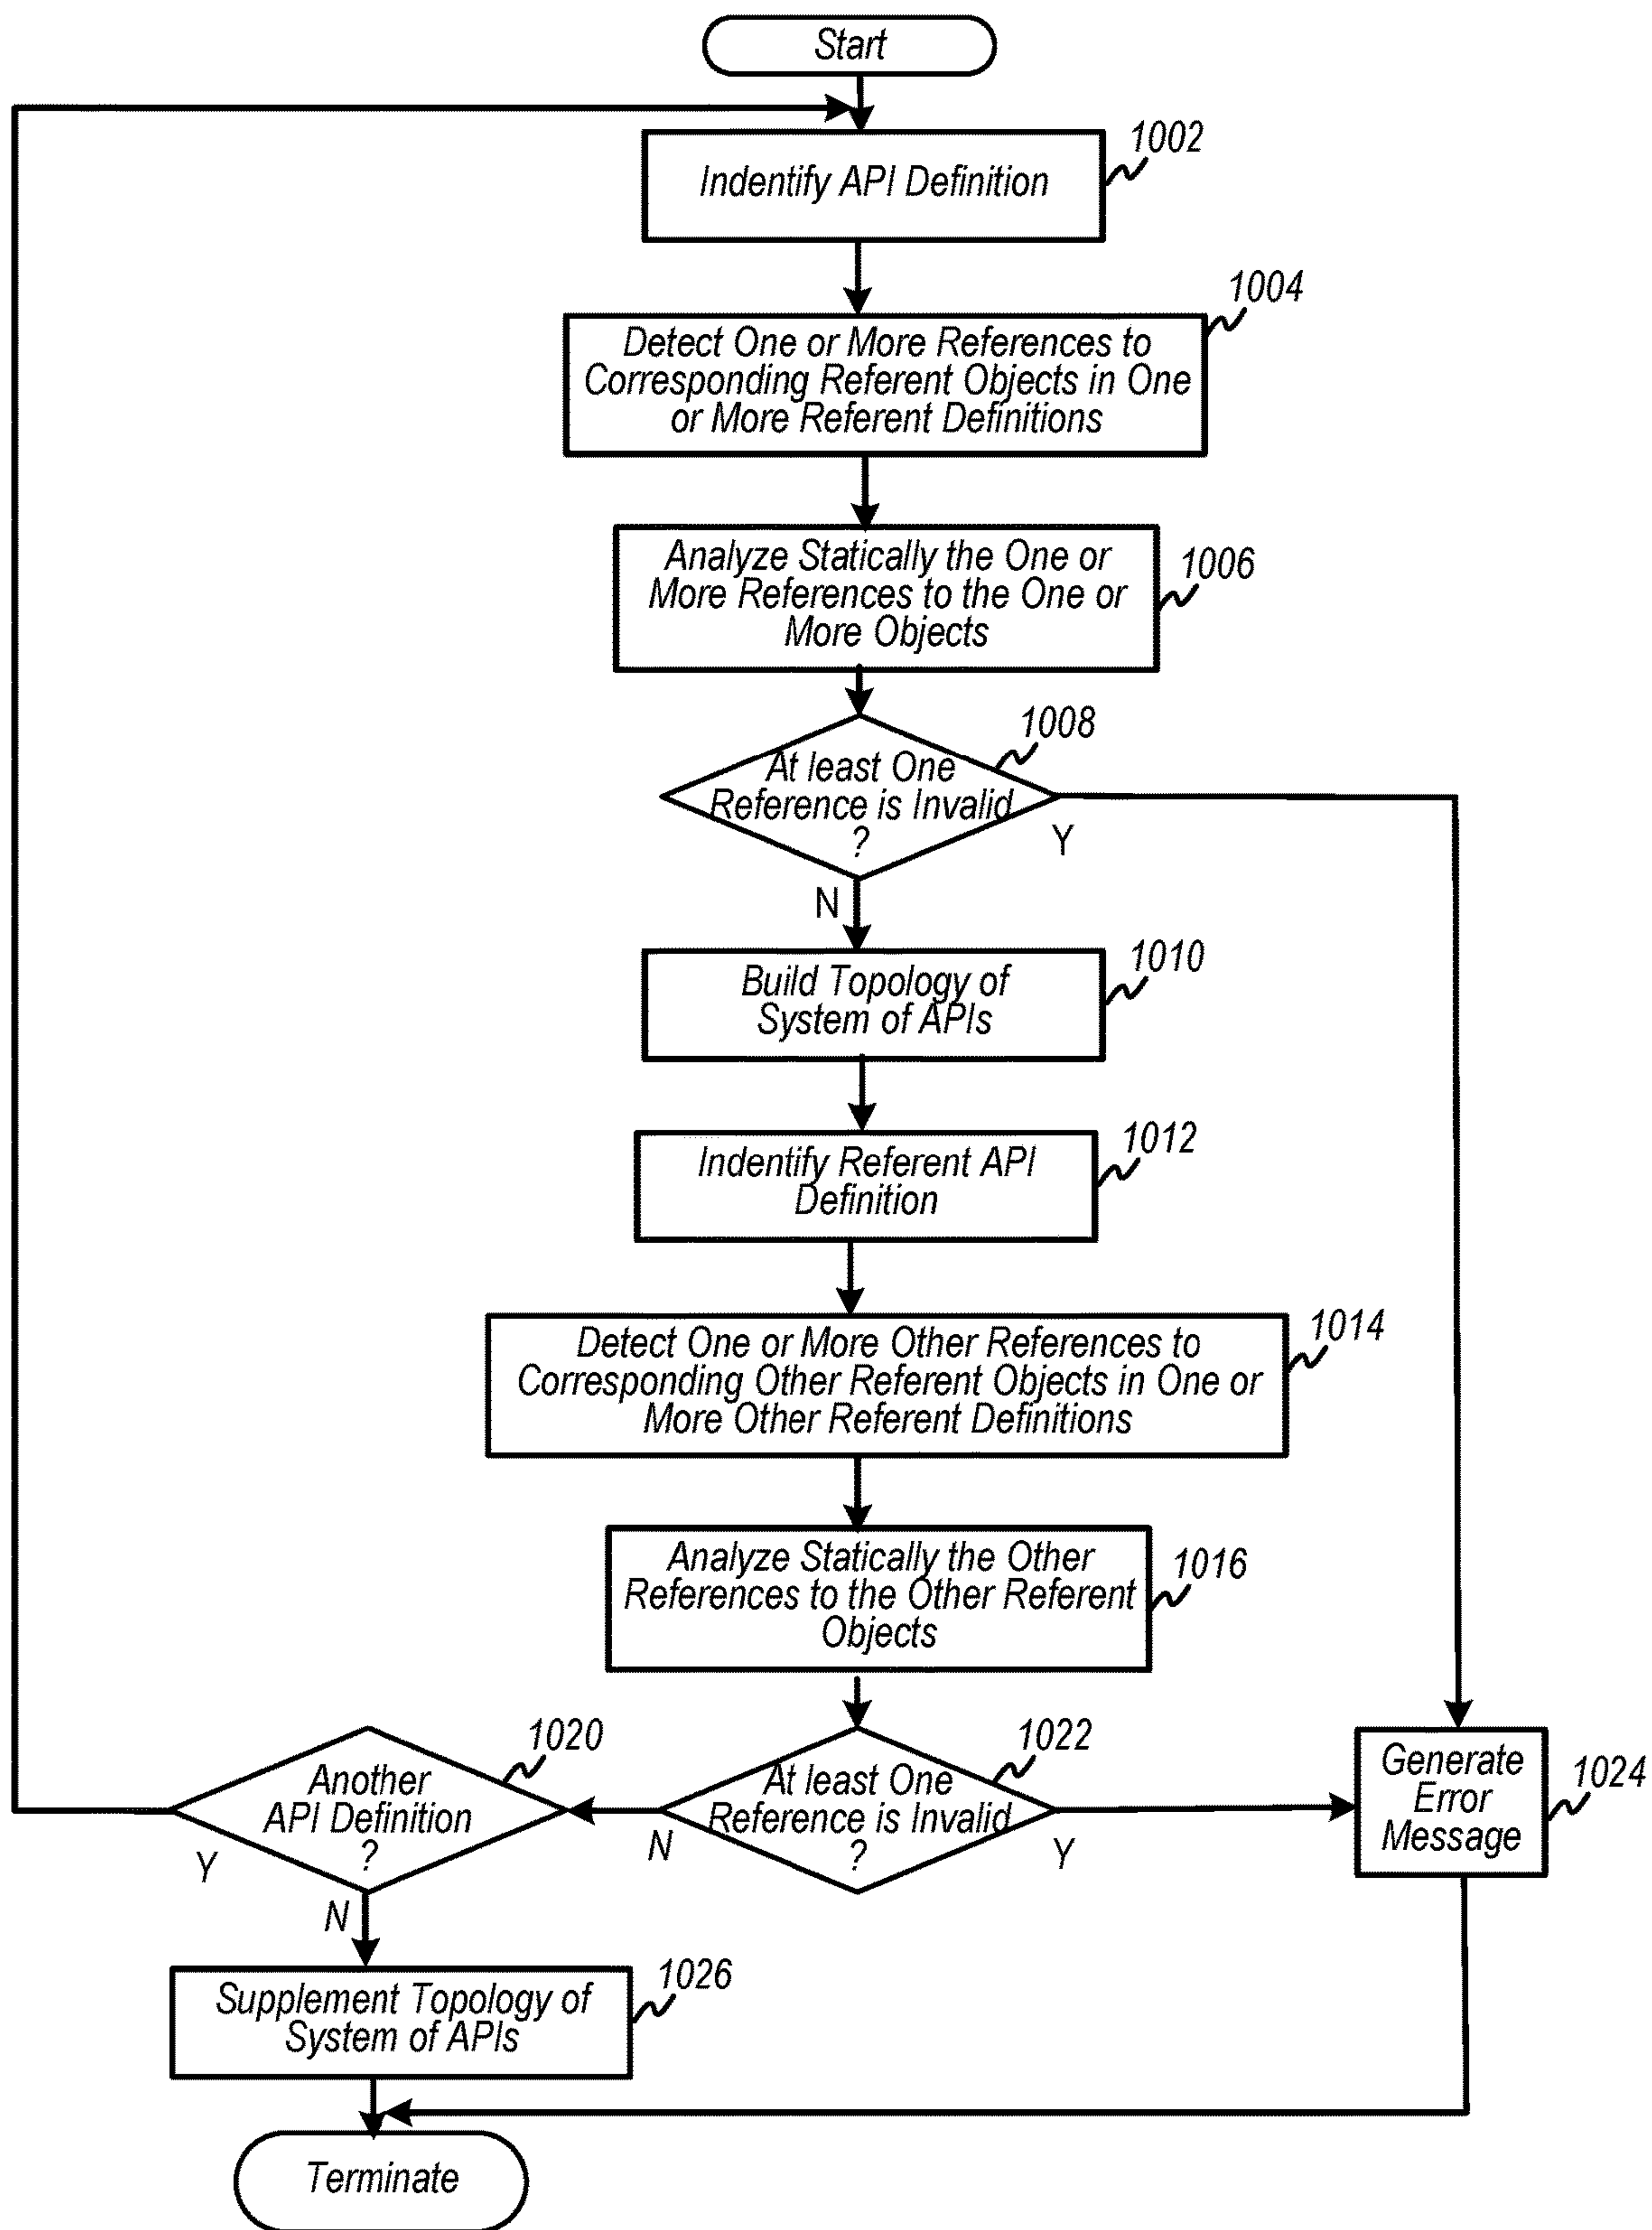 Start
1002
Indentify API Definition
1004
Detect One or More References to
Corresponding Referent Objects in One
or More Referent Definitions
1006
Analyze Statically the One or
More References to the One or
More Objects
1008
At least One
Reference is Invalid
?
Y
N
1010
Build Topology of
System of APIs
1012
Indentify Referent API
Definition
1014
Detect One or More Other References to
Corresponding Other Referent Objects in One or
More Other Referent Definitions
1016
Analyze Statically the Other
References to the Other Referent
Objects
1022
At least One
Reference is Invalid
?
N
Y
1020
Another
API Definition
?
Y
N
1024
Generate
Error
Message
1026
Supplement Topology of
System of APIs
Terminate